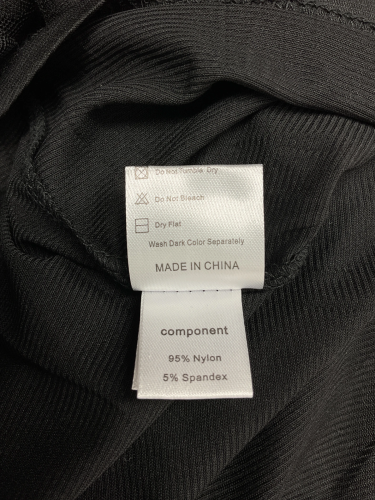 Do Not Tumble Dry
Do Not Bleach
Dry Flat
Wash Dark Color Separately
MADE IN CHINA
component
95% Nylon
5% Spandex